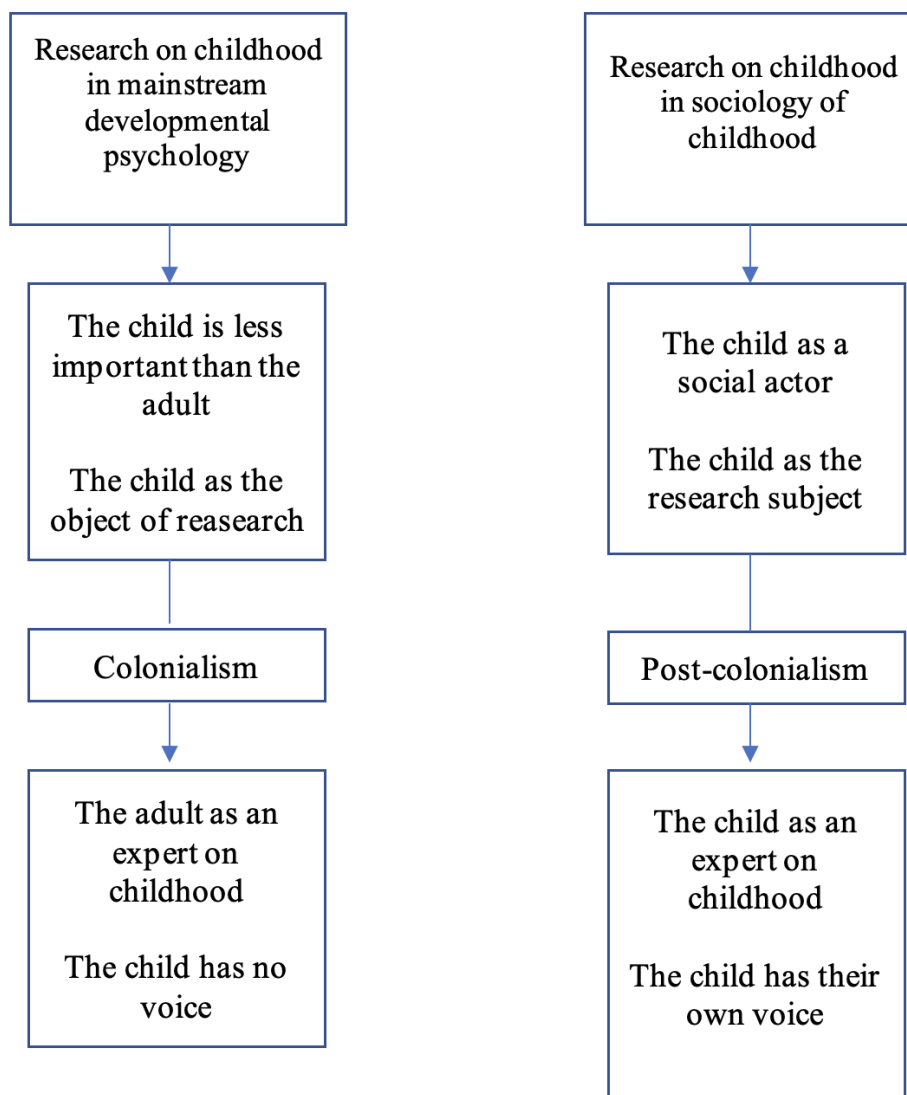 Research on childhood
in mainstream
developmental
psychology
Research on childhood
in sociology of
childhood
The child is less
important than the
adult
The child as the
object of reasearch
The child as a
social actor
The child as the
research subject
Colonialism
Post-colonialism
The adult as an
expert on
childhood
The child has no
voice
The child as an
expert on
childhood
The child has their
own voice